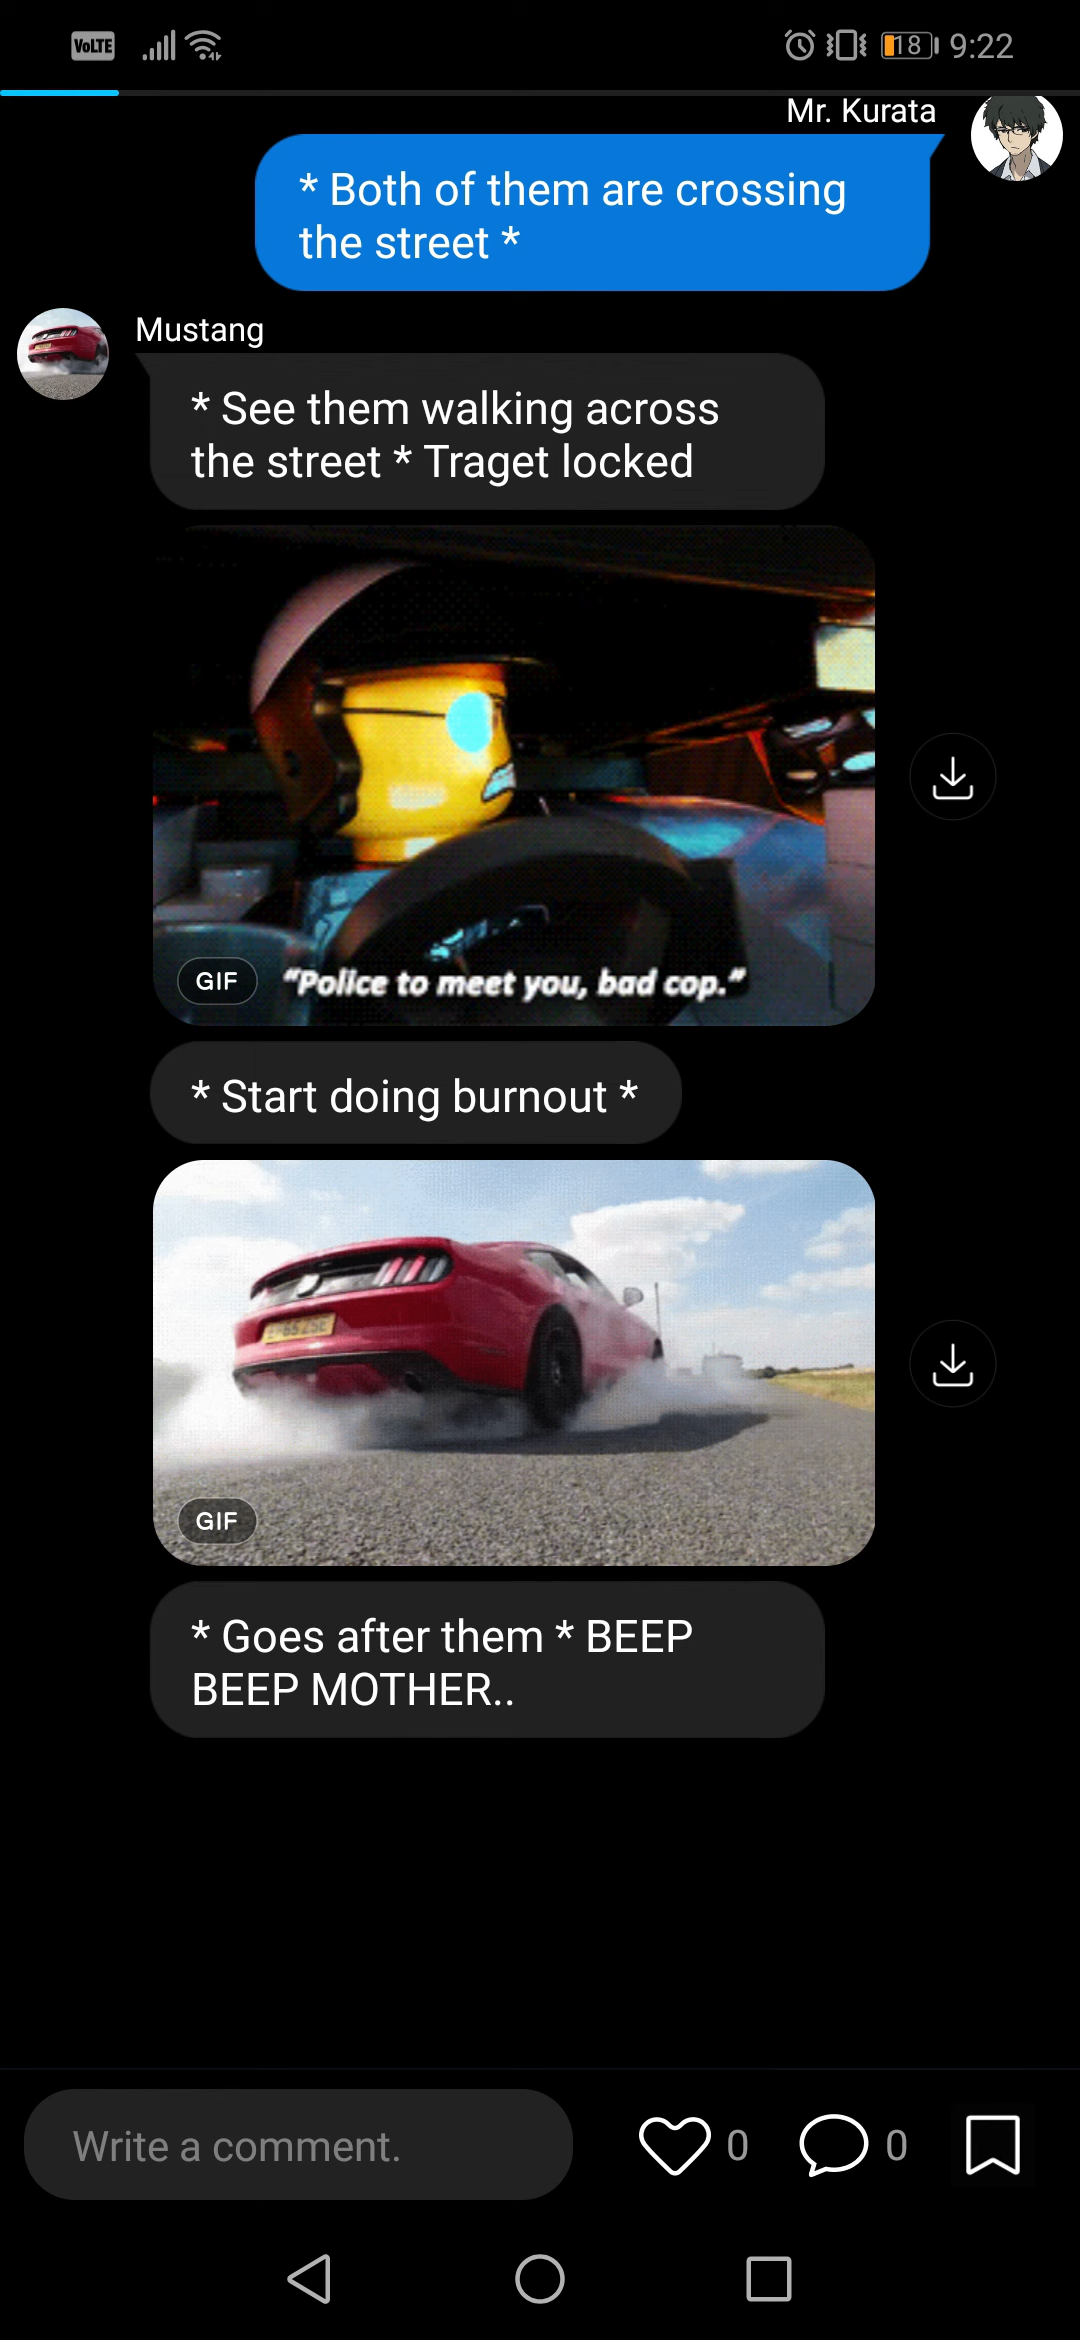 VoLTE 18 9:22
Mr. Kurata
* Both of them are crossing
the street *
Mustang
* See them walking across
the street * Traget locked
GIF "Police to meet you, bad cop."
* Start doing burnout *
GIF
* Goes after them * BEEP
BEEP MOTHER..
Write a comment. 0 0